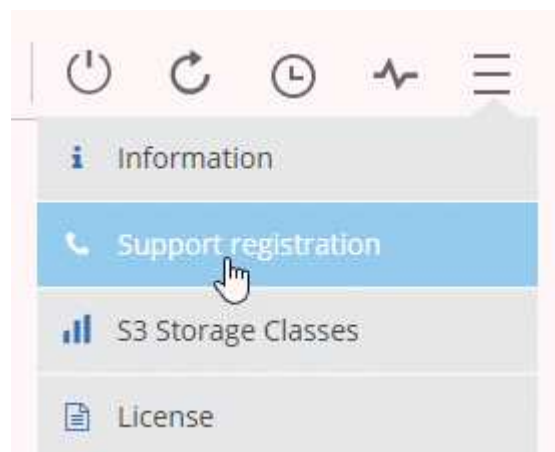 Information
Support registration
S3 Storage Classes
License